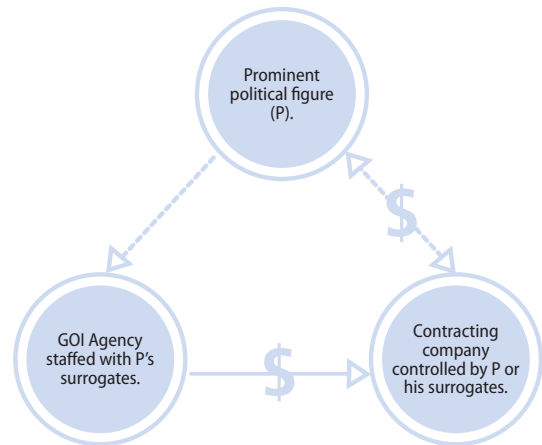 Prominent
political figure
(P).
$
GOI Agency
staffed with P's
surrogates.
$
Contracting
company
controlled by P or
his surrogates.